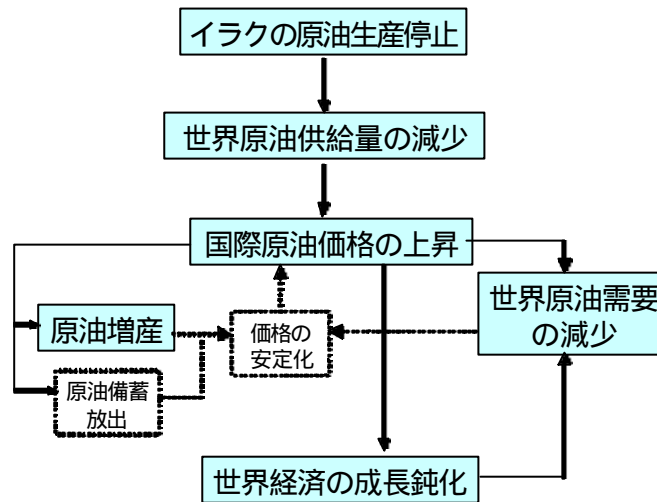 イラクの原油生産停止
世界原油供給量の減少
国際原油価格の上昇
世界原油需要
の減少
原油増産
価格の
安定化
原油備蓄
放出
世界経済の成長鈍化